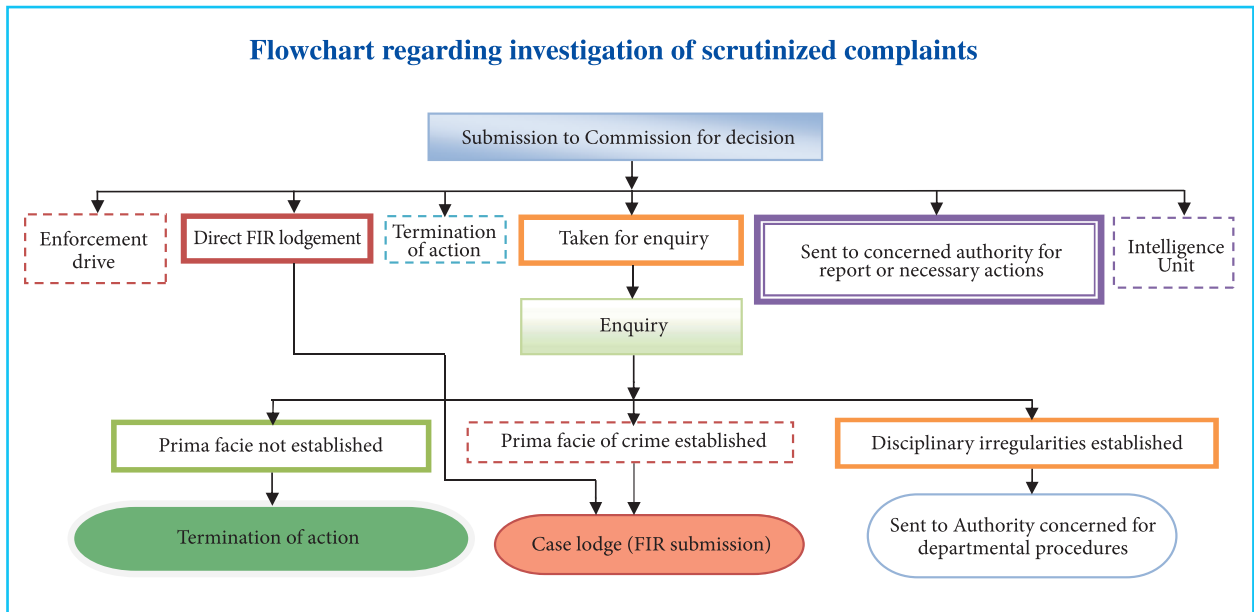 Flowchart regarding investigation of scrutinized complaints
Submission to Commission for decision
Enforcement
drive
Direct FIR lodgement
Termination
of action
Taken for enquiry
Sent to concerned authority for
report or necessary actions
Intelligence
Unit
Enquiry
Prima facie not established
Prima facie of crime established
Disciplinary irregularities established
Termination of action
Case lodge (FIR submission)
Sent to Authority concerned for
departmental procedures